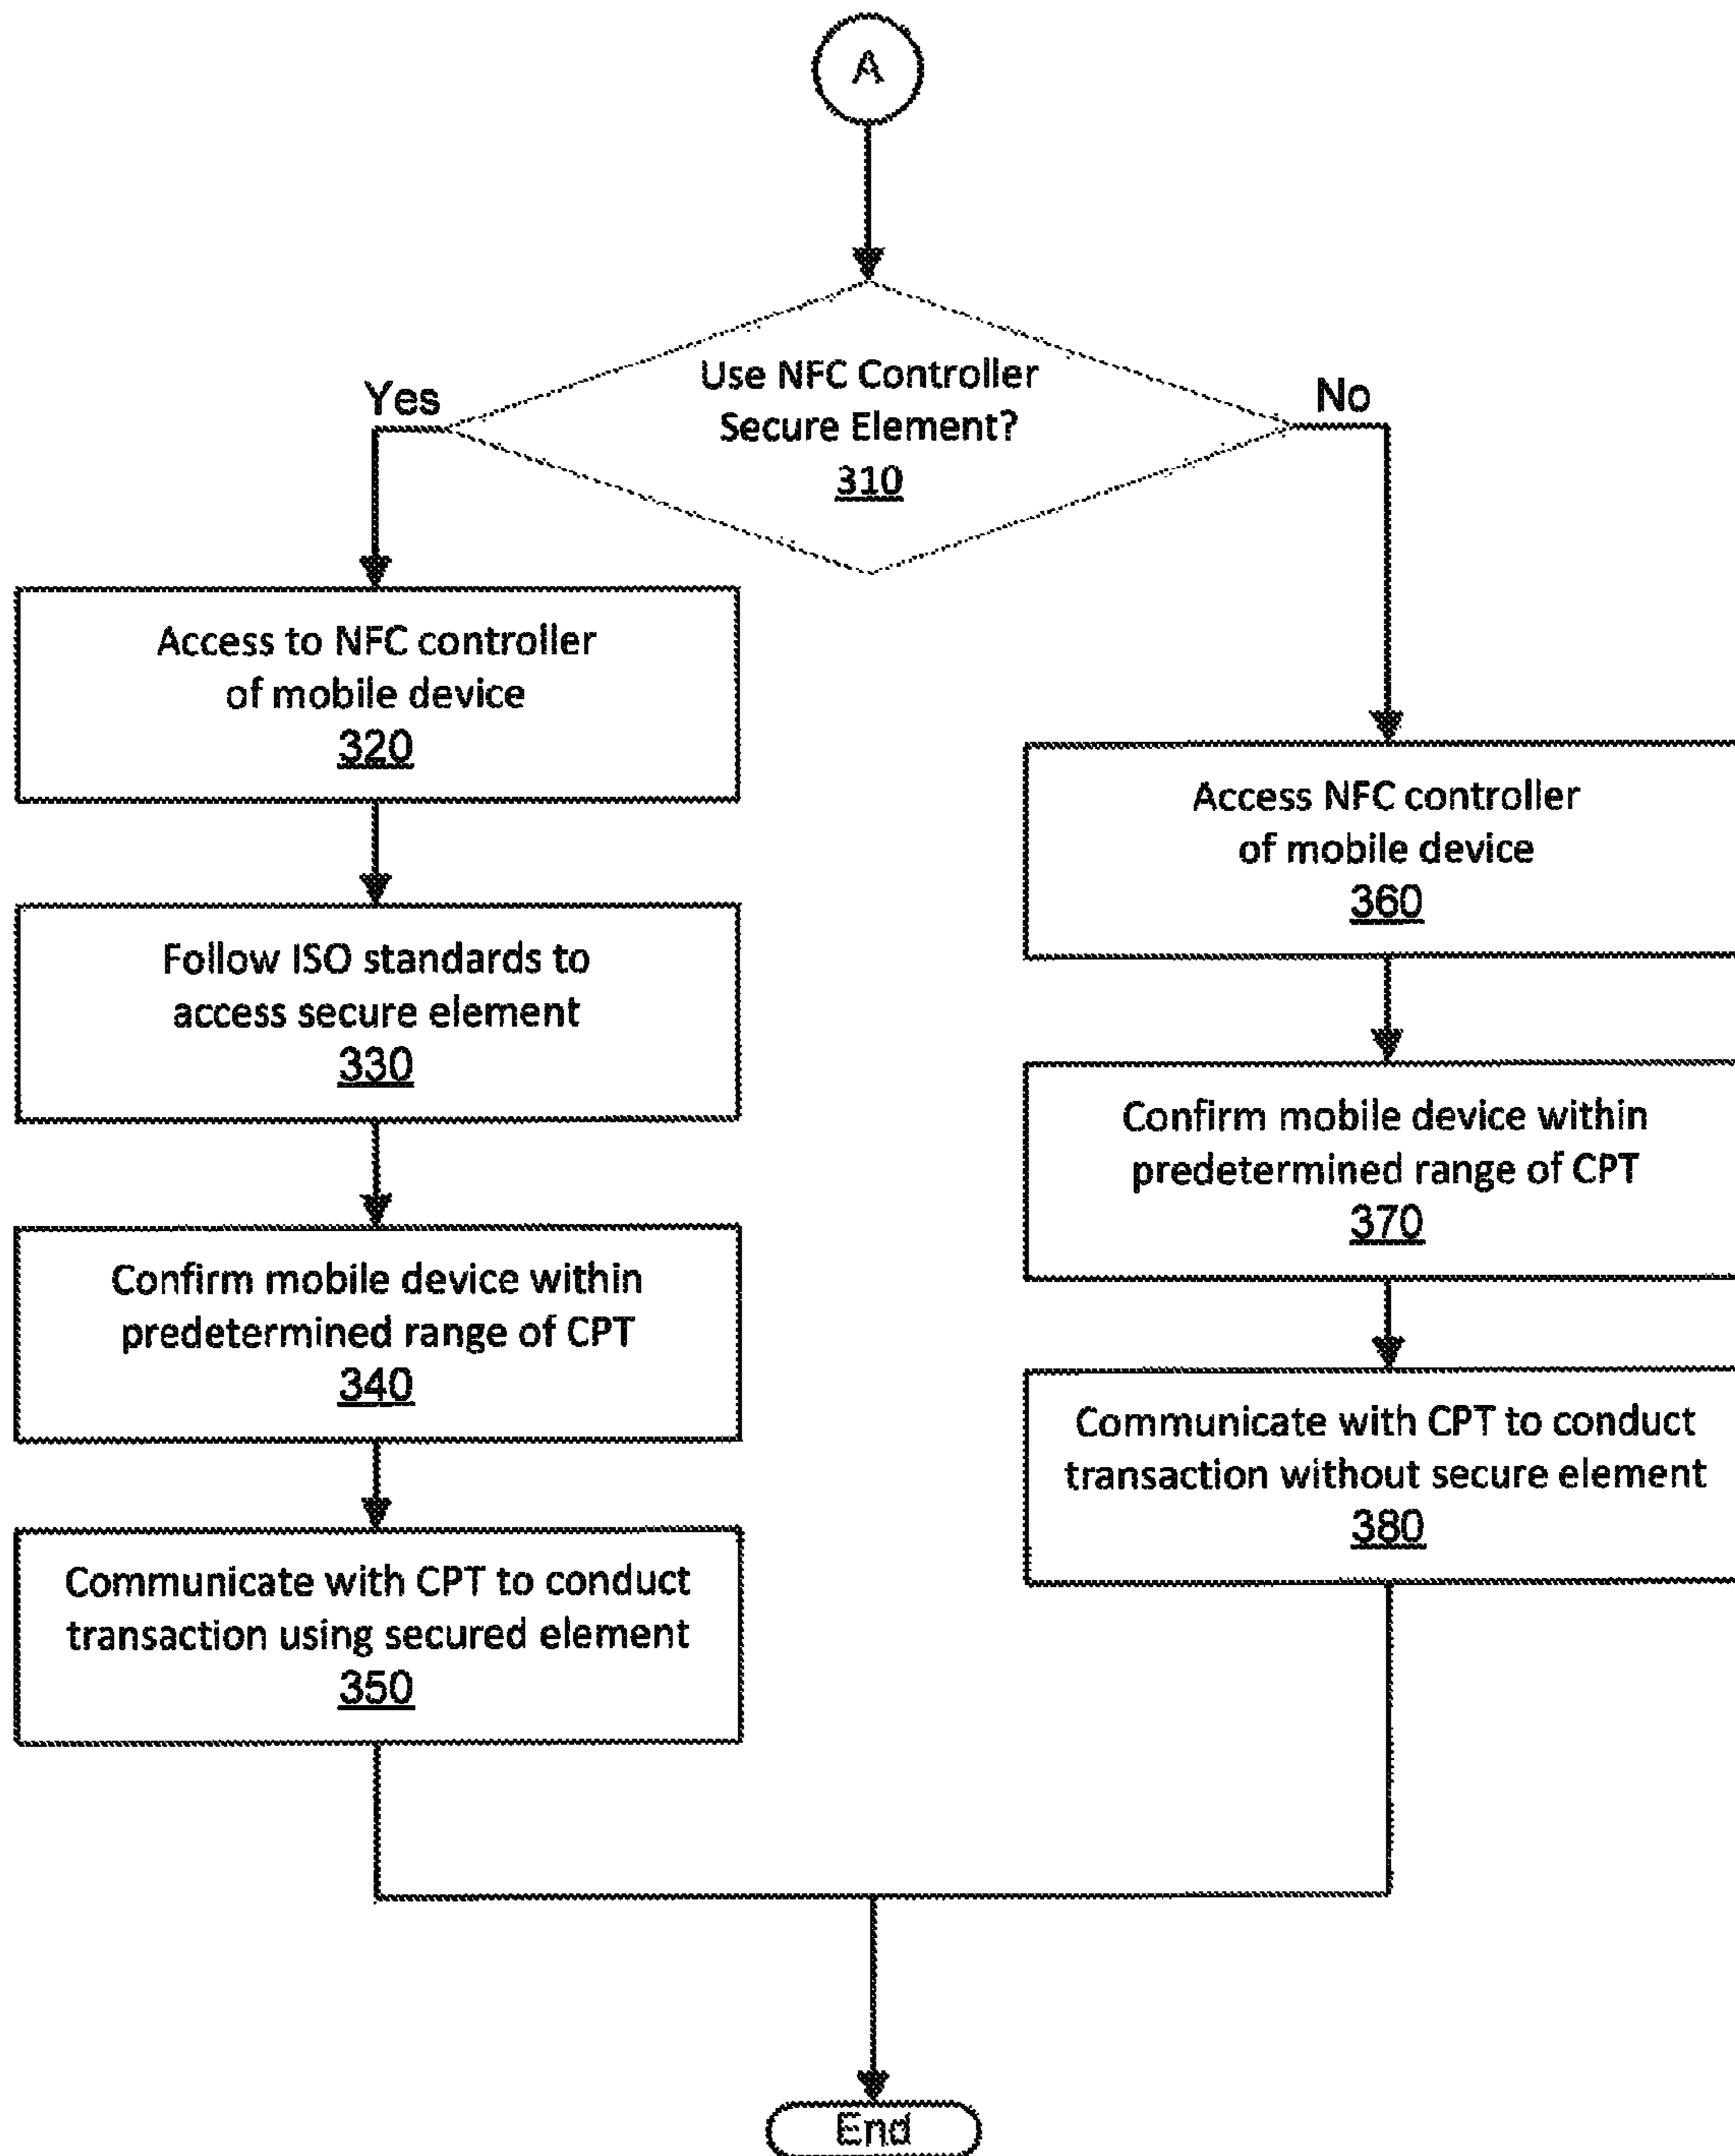 A
Use NFC Controller
Secure Element?
310
Yes
No
Access to NFC controller
of mobile device
320
Follow ISO standards to
access secure element
330
Confirm mobile device within
predetermined range of CPT
340
Communicate with CPT to conduct
transaction using secured element
350
Access NFC controller
of mobile device
360
Confirm mobile device within
predetermined range of CPT
370
Communicate with CPT to conduct
transaction without secure element
380
End